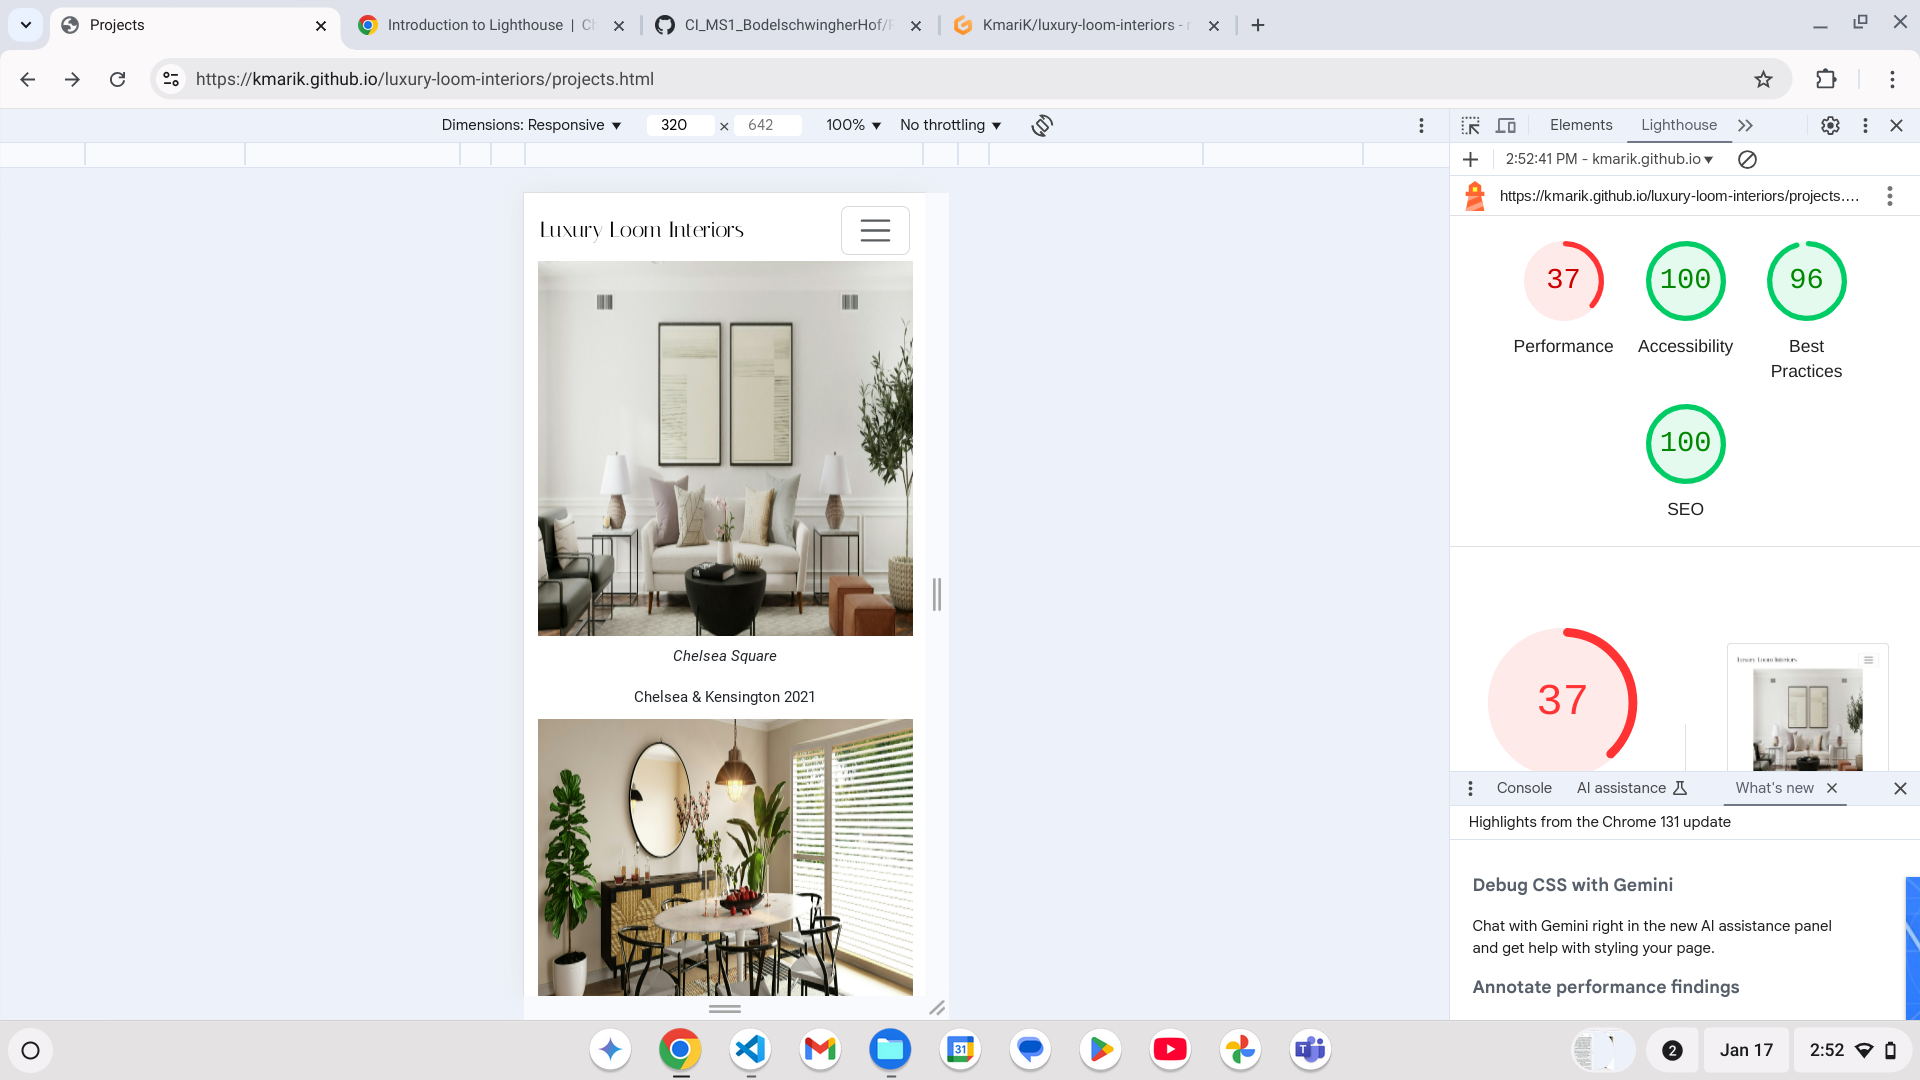 Projects
Introduction to Lighthouse | Ch
CI_MS1_BodelschwingherHof/R
KmariK/luxury-loom-interiors - r
https://kmarik.github.io/luxury-loom-interiors/projects.html
Dimensions: Responsive 320 × 642 100% No throttling
Elements Lighthouse
2:52:41 PM - kmarik.github.io
https://kmarik.github.io/luxury-loom-interiors/projects....
Luxury Loom Interiors
Chelsea Square
Chelsea & Kensington 2021
37
Performance
100
Accessibility
96
Best
Practices
100
SEO
37
Luxury Loom Interiors
Console AI assistance What's new
Highlights from the Chrome 131 update
Debug CSS with Gemini
Chat with Gemini right in the new AI assistance panel
and get help with styling your page.
Annotate performance findings
31
2 Jan 17 2:52